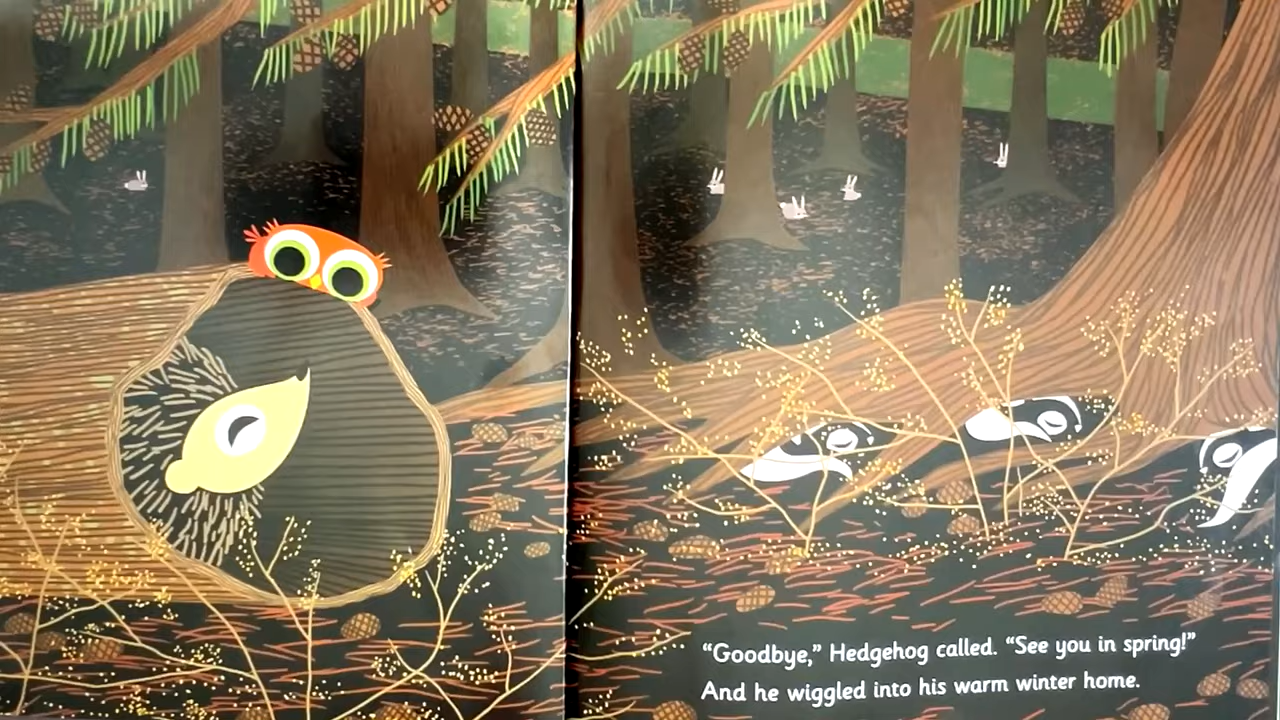 “Goodbye,” Hedgehog called. “See you in spring!”
And he wiggled into his warm winter home.